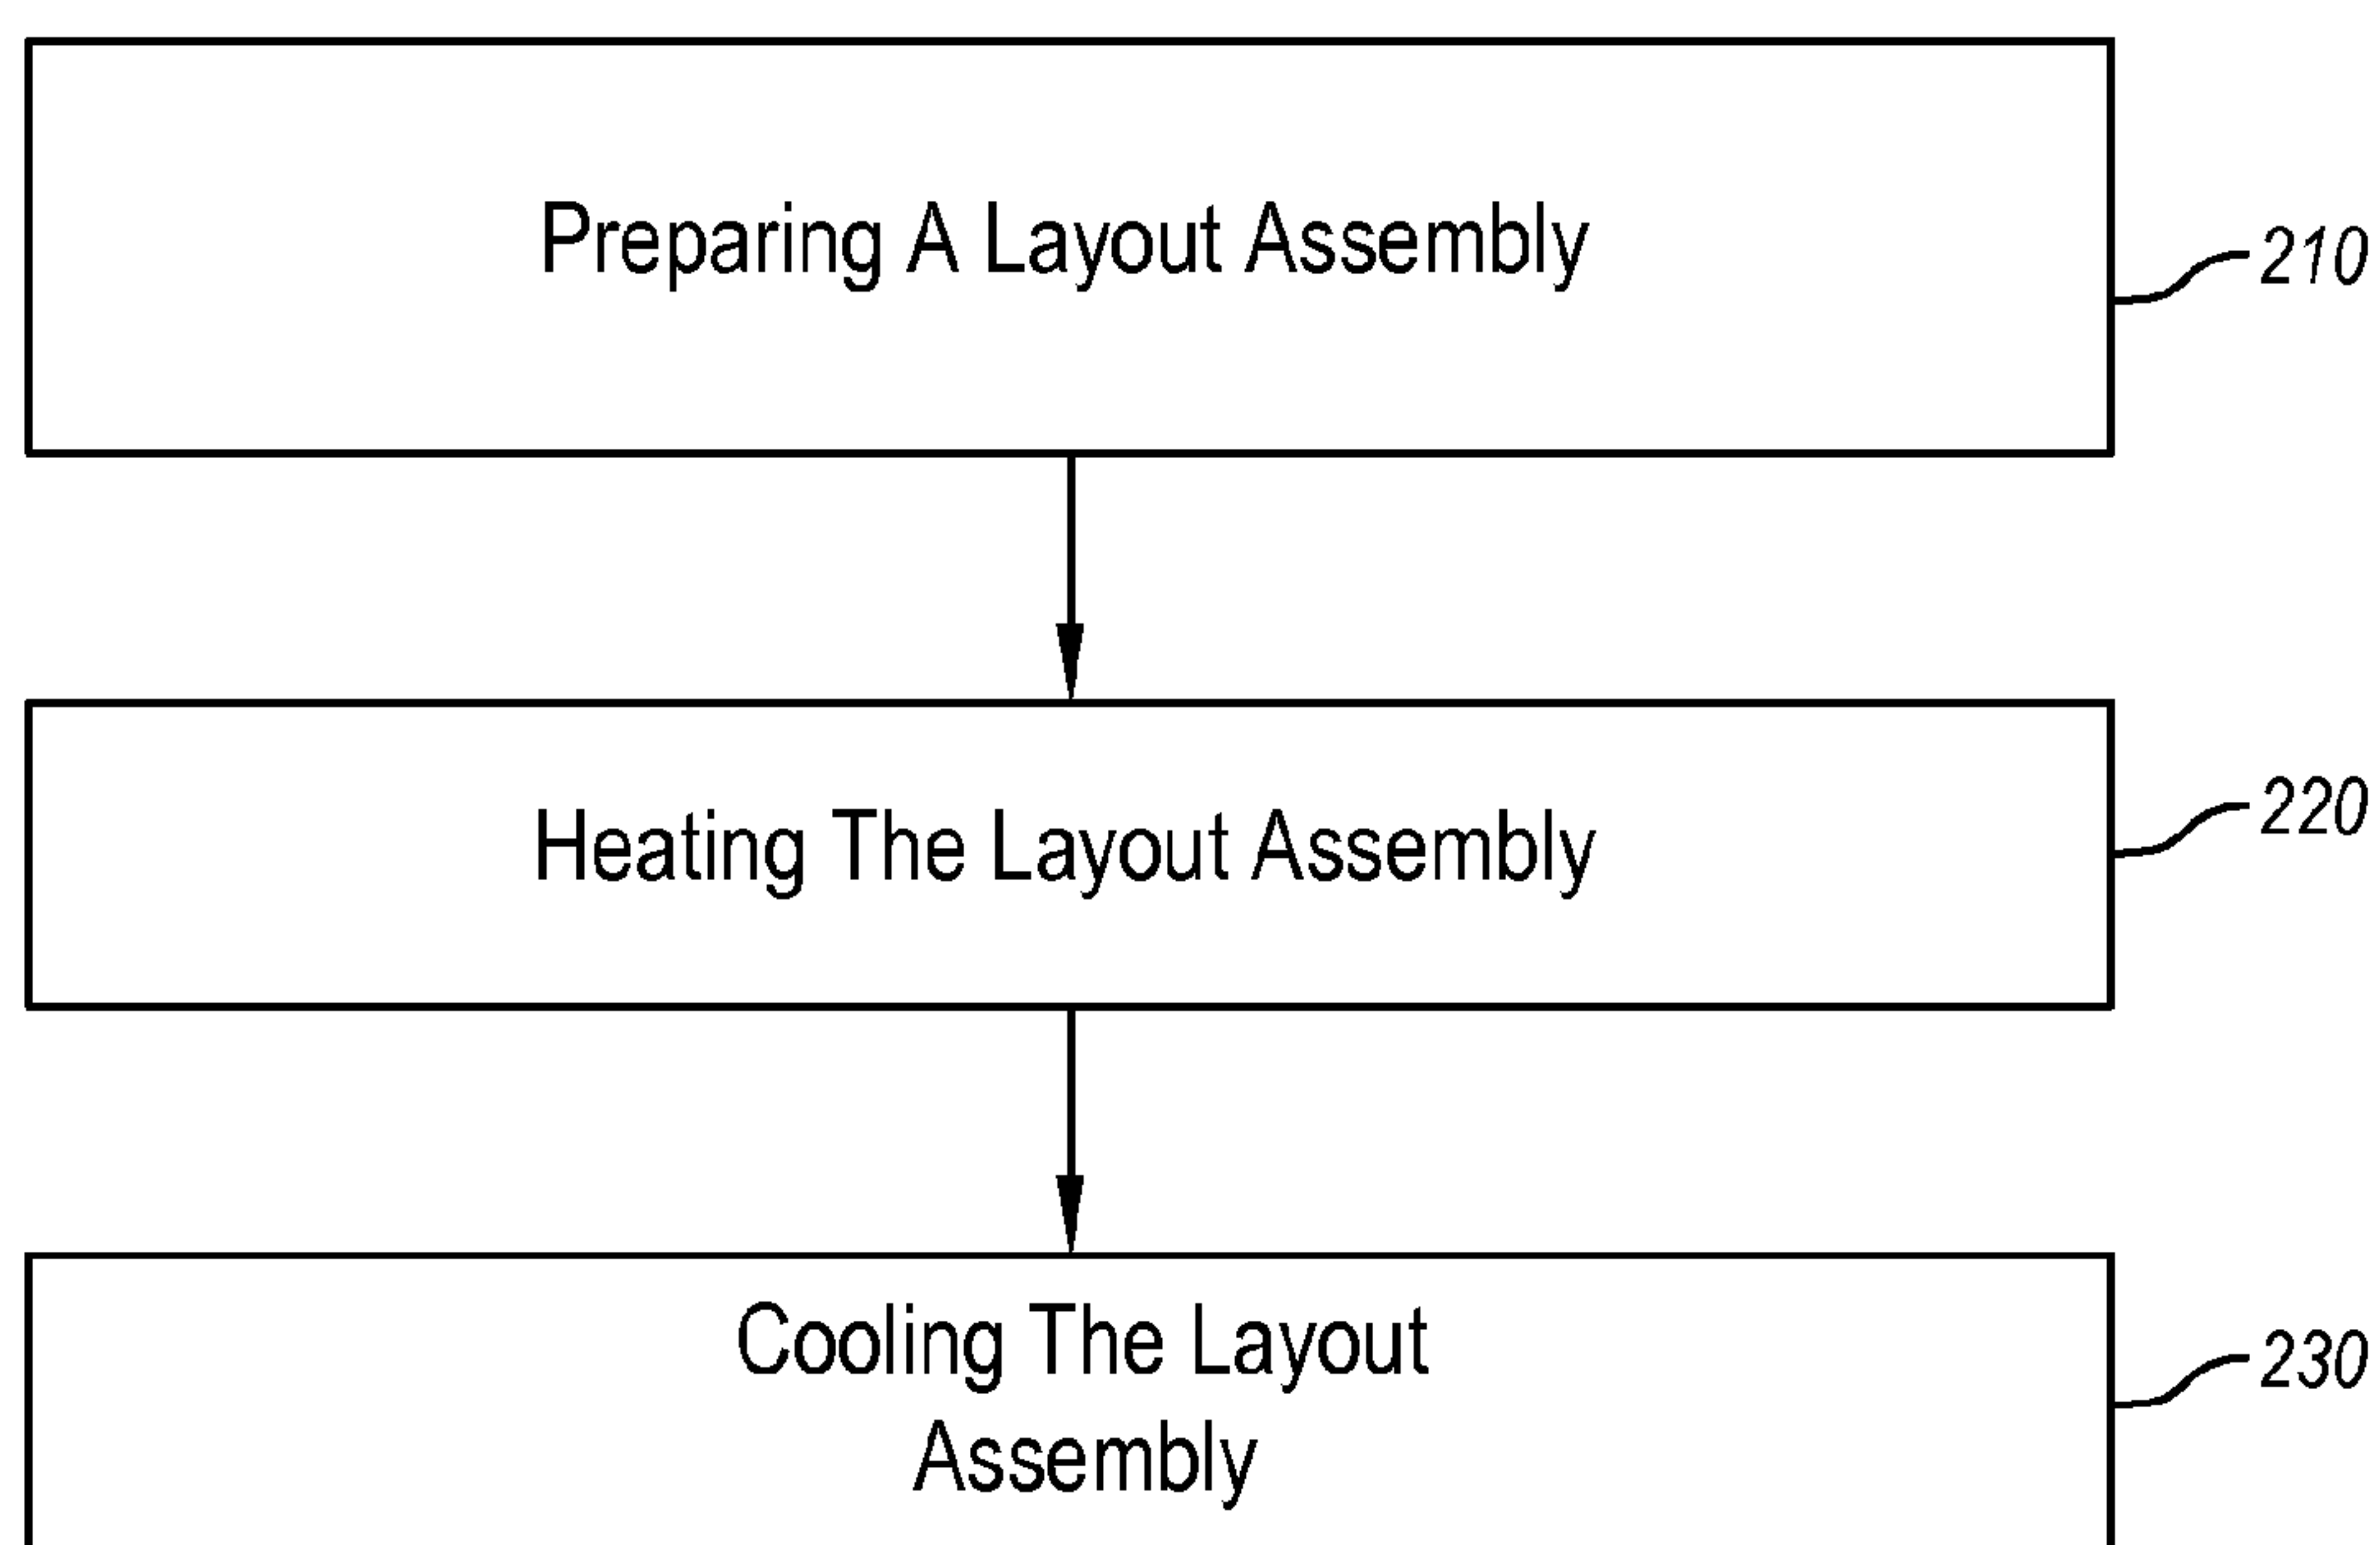 Preparing A Layout Assembly
210
Heating The Layout Assembly
220
Cooling The Layout
Assembly
230